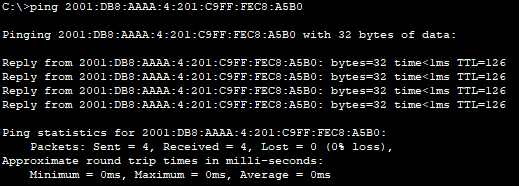 C:\>ping 2001:DB8:AAAA:4:201:C9FF:FEC8:A5B0
Pinging 2001:DB8:AAAA:4:201:C9FF:FEC8:A5B0 with 32 bytes of data:
Reply from 2001:DB8:AAAA:4:201:C9FF:FEC8:A5B0: bytes=32 time<1ms TTL=126
Reply from 2001:DB8:AAAA:4:201:C9FF:FEC8:A5B0: bytes=32 time<1ms TTL=126
Reply from 2001:DB8:AAAA:4:201:C9FF:FEC8:A5B0: bytes=32 time<1ms TTL=126
Reply from 2001:DB8:AAAA:4:201:C9FF:FEC8:A5B0: bytes=32 time<1ms TTL=126
Ping statistics for 2001:DB8:AAAA:4:201:C9FF:FEC8:A5B0:
Packets: Sent = 4, Received = 4, Lost = 0 (0% loss),
Approximate round trip times in milli-seconds:
Minimum = 0ms, Maximum = 0ms, Average = 0ms